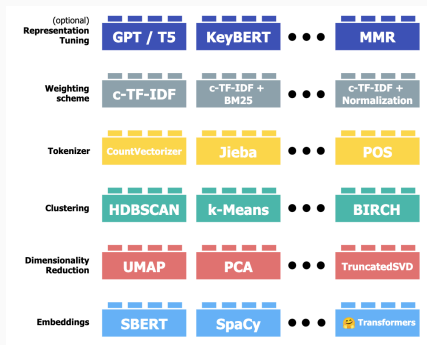 (optional)
Representation
Tuning
GPT / T5
KeyBERT
MMR
Weighting
scheme
c-TF-IDF
c-TF-IDF +
BM25
c-TF-IDF +
Normalization
Tokenizer
CountVectorizer
Jieba
POS
Clustering
HDBSCAN
k-Means
BIRCH
Dimensionality
Reduction
UMAP
PCA
TruncatedSVD
Embeddings
SBERT
SpaCy
🤗 Transformers